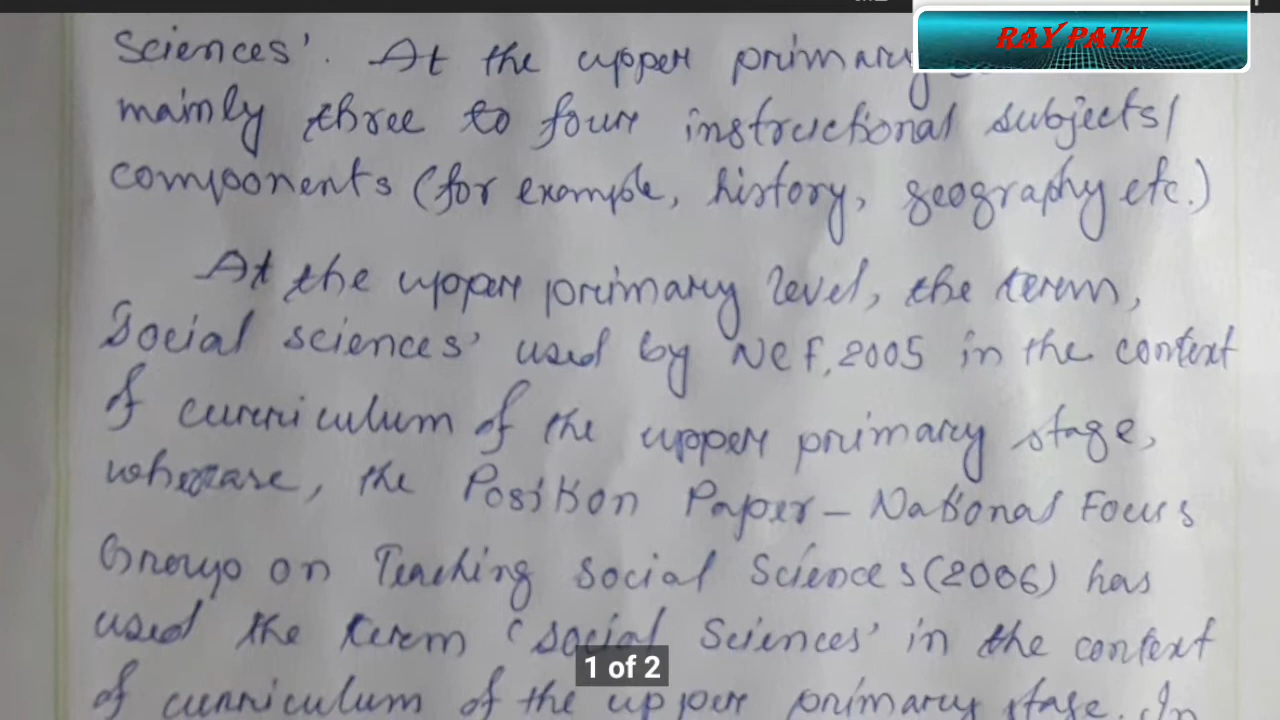 RAY PATH
Sciences'. At the upper primary
mainly three to four instructional subjects/
components (for example, history, geography etc.)
At the upper primary level, the term,
Social sciences' used by NCF, 2005 in the context
of curriculum of the upper primary stage,
whereare, the Position Paper - National Focus
Group on Teaching Social Sciences (2006) has
used the term 'social Sciences' in the context
of curriculum of the upper primary stage. In
1 of 2